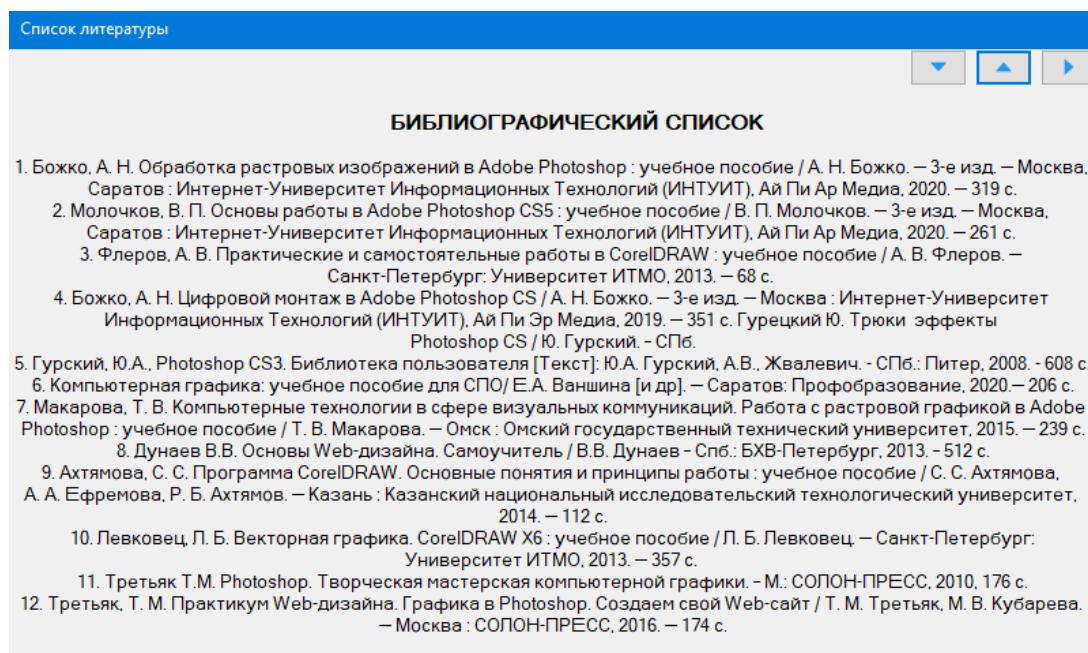 Список литературы
БИБЛИОГРАФИЧЕСКИЙ СПИСОК
1. Божко, А. Н. Обработка растровых изображений в Adobe Photoshop : учебное пособие / А. Н. Божко. — 3-е изд. — Москва,
Саратов : Интернет-Университет Информационных Технологий (ИНТУИТ), Ай Пи Ар Медиа, 2020. — 319 с.
2. Молочков, В. П. Основы работы в Adobe Photoshop CS5 : учебное пособие / В. П. Молочков. — 3-е изд. — Москва,
Саратов : Интернет-Университет Информационных Технологий (ИНТУИТ), Ай Пи Ар Медиа, 2020. — 261 с.
3. Флеров, А. В. Практические и самостоятельные работы в CorelDRAW : учебное пособие / А. В. Флеров. —
Санкт-Петербург: Университет ИТМО, 2013. — 68 с.
4. Божко, А. Н. Цифровой монтаж в Adobe Photoshop CS / А. Н. Божко. — 3-е изд. — Москва : Интернет-Университет
Информационных Технологий (ИНТУИТ), Ай Пи Эр Медиа, 2019. — 351 с. Гурецкий Ю. Трюки  эффекты
Photoshop CS / Ю. Гурский. – СПб.
5. Гурский, Ю.А., Photoshop CS3. Библиотека пользователя [Текст]: Ю.А. Гурский, А.В., Жвалевич. - СПб.: Питер, 2008. - 608 с
6. Компьютерная графика: учебное пособие для СПО/ Е.А. Ваншина [и др]. — Саратов: Профобразование, 2020.— 206 с.
7. Макарова, Т. В. Компьютерные технологии в сфере визуальных коммуникаций. Работа с растровой графикой в Adobe
Photoshop : учебное пособие / Т. В. Макарова. — Омск : Омский государственный технический университет, 2015. — 239 с.
8. Дунаев В.В. Основы Web-дизайна. Самоучитель / В.В. Дунаев – Спб.: БХВ-Петербург, 2013. – 512 с.
9. Ахтямова, С. С. Программа CorelDRAW. Основные понятия и принципы работы : учебное пособие / С. С. Ахтямова,
А. А. Ефремова, Р. Б. Ахтямов. — Казань : Казанский национальный исследовательский технологический университет,
2014. — 112 с.
10. Левковец, Л. Б. Векторная графика. CorelDRAW X6 : учебное пособие / Л. Б. Левковец. — Санкт-Петербург:
Университет ИТМО, 2013. — 357 с.
11. Третьяк Т.М. Photoshop. Творческая мастерская компьютерной графики. – М.: СОЛОН-ПРЕСС, 2010, 176 с.
12. Третьяк, Т. М. Практикум Web-дизайна. Графика в Photoshop. Создаем свой Web-сайт / Т. М. Третьяк, М. В. Кубарева.
— Москва : СОЛОН-ПРЕСС, 2016. — 174 с.